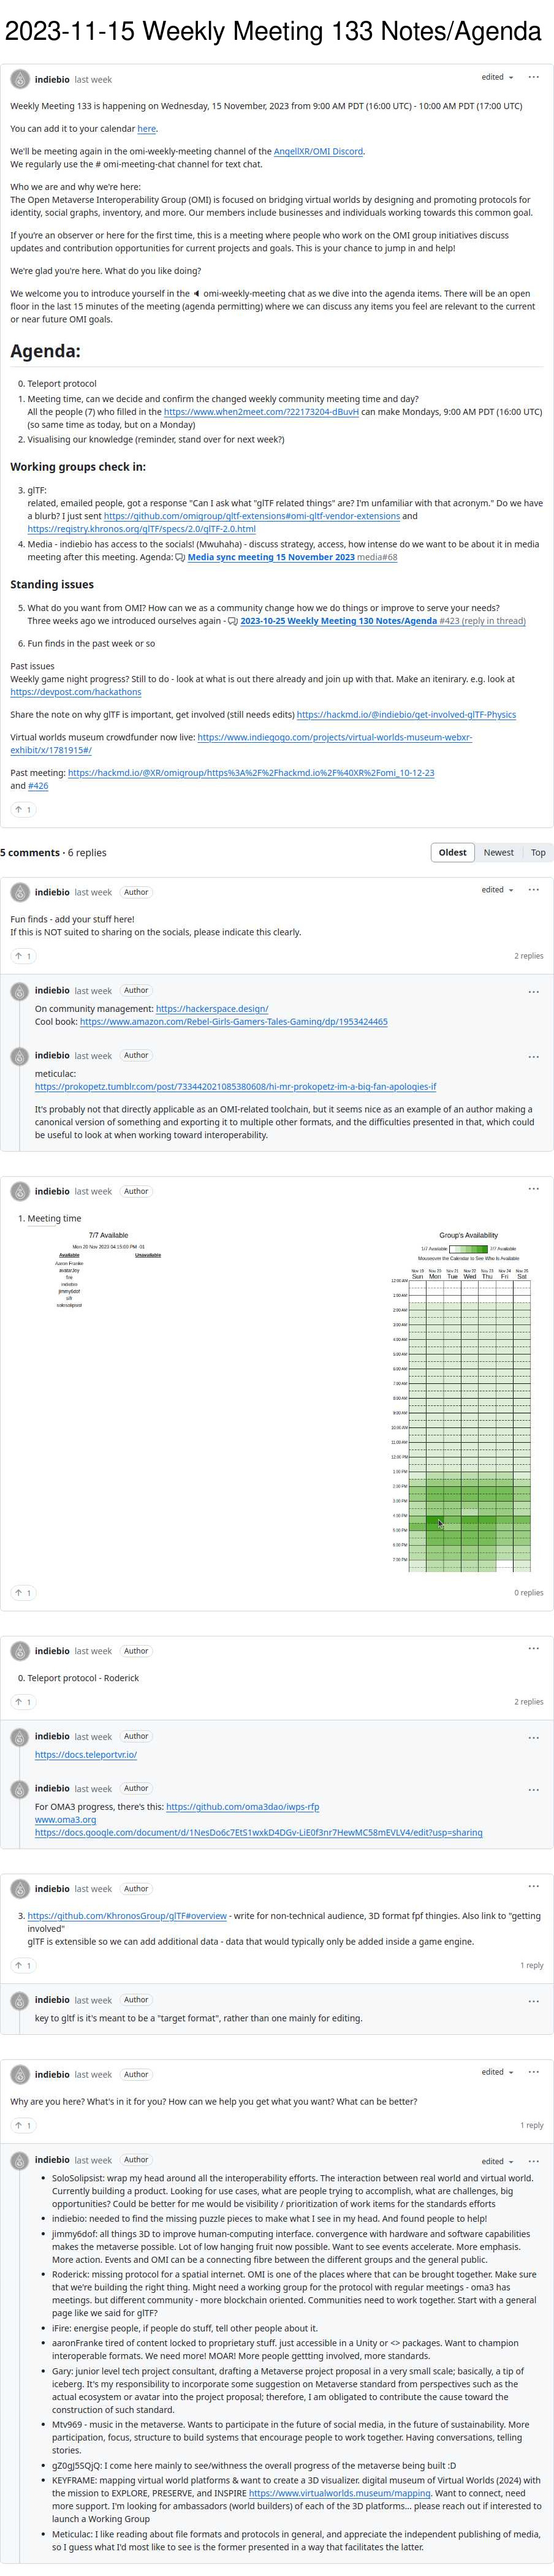 2023-11-15 Weekly Meeting 133 Notes/Agenda
indiebio last week
edited
Weekly Meeting 133 is happening on Wednesday, 15 November, 2023 from 9:00 AM PDT (16:00 UTC) - 10:00 AM PDT (17:00 UTC)
You can add it to your calendar here.
We'll be meeting again in the omi-weekly-meeting channel of the AngellXR/OMI Discord.
We regularly use the # omi-meeting-chat channel for text chat.
Who we are and why we're here:
The Open Metaverse Interoperability Group (OMI) is focused on bridging virtual worlds by designing and promoting protocols for
identity, social graphs, inventory, and more. Our members include businesses and individuals working towards this common goal.
If you're an observer or here for the first time, this is a meeting where people who work on the OMI group initiatives discuss
updates and contribution opportunities for current projects and goals. This is your chance to jump in and help!
We're glad you're here. What do you like doing?
We welcome you to introduce yourself in the 🔈 omi-weekly-meeting chat as we dive into the agenda items. There will be an open
floor in the last 15 minutes of the meeting (agenda permitting) where we can discuss any items you feel are relevant to the current
or near future OMI goals.
Agenda:
0. Teleport protocol
1. Meeting time, can we decide and confirm the changed weekly community meeting time and day?
All the people (7) who filled in the https://www.when2meet.com/?22173204-dBuvH can make Mondays, 9:00 AM PDT (16:00 UTC)
(so same time as today, but on a Monday)
2. Visualising our knowledge (reminder, stand over for next week?)
Working groups check in:
3. glTF:
related, emailed people, got a response "Can I ask what "glTF related things" are? I'm unfamiliar with that acronym." Do we have
a blurb? I just sent https://github.com/omigroup/gltf-extensions#omi-gltf-vendor-extensions and
https://registry.khronos.org/glTF/specs/2.0/glTF-2.0.html
4. Media - indiebio has access to the socials! (Mwuhaha) - discuss strategy, access, how intense do we want to be about it in media
meeting after this meeting. Agenda: Media sync meeting 15 November 2023 media#68
Standing issues
5. What do you want from OMI? How can we as a community change how we do things or improve to serve your needs?
Three weeks ago we introduced ourselves again - 2023-10-25 Weekly Meeting 130 Notes/Agenda #423 (reply in thread)
6. Fun finds in the past week or so
Past issues
Weekly game night progress? Still to do - look at what is out there already and join up with that. Make an itenirary. e.g. look at
https://devpost.com/hackathons
Share the note on why glTF is important, get involved (still needs edits) https://hackmd.io/@indiebio/get-involved-glTF-Physics
Virtual worlds museum crowdfunder now live: https://www.indiegogo.com/projects/virtual-worlds-museum-webxr-
exhibit/x/1781915#/
Past meeting: https://hackmd.io/@XR/omigroup/https%3A%2F%2Fhackmd.io%2F%40XR%2Fomi_10-12-23
and #426
1
5 comments · 6 replies
Oldest Newest Top
indiebio last week Author
edited
Fun finds - add your stuff here!
If this is NOT suited to sharing on the socials, please indicate this clearly.
1
2 replies
indiebio last week Author
On community management: https://hackerspace.design/
Cool book: https://www.amazon.com/Rebel-Girls-Gamers-Tales-Gaming/dp/1953424465
indiebio last week Author
meticulac:
https://prokopetz.tumblr.com/post/733442021085380608/hi-mr-prokopetz-im-a-big-fan-apologies-if
It's probably not that directly applicable as an OMI-related toolchain, but it seems nice as an example of an author making a
canonical version of something and exporting it to multiple other formats, and the difficulties presented in that, which could
be useful to look at when working toward interoperability.
indiebio last week Author
1. Meeting time
7/7 Available
Mon 20 Nov 2023 04:15:00 PM -01
Available Unavailable
Aaron Franke
avatarJoy
fire
indiebio
jimmy6dof
solosolipsist
Group's Availability
1/7 Available 7/7 Available
Mouseover the Calendar to See Who Is Available
Nov 19 Nov 20 Nov 21 Nov 22 Nov 23 Nov 24 Nov 25
Sun Mon Tue Wed Thu Fri Sat
12:00 AM
1:00 AM
2:00 AM
3:00 AM
4:00 AM
5:00 AM
6:00 AM
7:00 AM
8:00 AM
9:00 AM
10:00 AM
11:00 AM
12:00 PM
1:00 PM
2:00 PM
3:00 PM
4:00 PM
5:00 PM
6:00 PM
7:00 PM
1
0 replies
indiebio last week Author
0. Teleport protocol - Roderick
1
2 replies
indiebio last week Author
https://docs.teleportvr.io/
indiebio last week Author
For OMA3 progress, there's this: https://github.com/oma3dao/iwps-rfp
www.oma3.org
https://docs.google.com/document/d/1NesDo6c7EtS1wxkD4DGv-LiE0f3nr7HewMC58mEVLV4/edit?usp=sharing
indiebio last week Author
3. https://github.com/KhronosGroup/glTF#overview - write for non-technical audience, 3D format fpf thingies. Also link to "getting
involved"
glTF is extensible so we can add additional data - data that would typically only be added inside a game engine.
1
1 reply
indiebio last week Author
key to gltf is it's meant to be a "target format", rather than one mainly for editing.
indiebio last week Author
edited
Why are you here? What's in it for you? How can we help you get what you want? What can be better?
1
1 reply
indiebio last week Author
edited
• SoloSolipsist: wrap my head around all the interoperability efforts. The interaction between real world and virtual world.
Currently building a product. Looking for use cases, what are people trying to accomplish, what are challenges, big
opportunities? Could be better for me would be visibility / prioritization of work items for the standards efforts
• indiebio: needed to find the missing puzzle pieces to make what I see in my head. And found people to help!
• jimmy6dof: all things 3D to improve human-computing interface. convergence with hardware and software capabilities
makes the metaverse possible. Lot of low hanging fruit now possible. Want to see events accelerate. More emphasis.
More action. Events and OMI can be a connecting fibre between the different groups and the general public.
• Roderick: missing protocol for a spatial internet. OMI is one of the places where that can be brought together. Make sure
that we're building the right thing. Might need a working group for the protocol with regular meetings - oma3 has
meetings. but different community - more blockchain oriented. Communities need to work together. Start with a general
page like we said for glTF?
• iFire: energise people, if people do stuff, tell other people about it.
• aaronFranke tired of content locked to proprietary stuff. just accessible in a Unity or <> packages. Want to champion
interoperable formats. We need more! MOAR! More people gettting involved, more standards.
• Gary: junior level tech project consultant, drafting a Metaverse project proposal in a very small scale; basically, a tip of
iceberg. It's my responsibility to incorporate some suggestion on Metaverse standard from perspectives such as the
actual ecosystem or avatar into the project proposal; therefore, I am obligated to contribute the cause toward the
construction of such standard.
• Mtv969 - music in the metaverse. Wants to participate in the future of social media, in the future of sustainability. More
participation, focus, structure to build systems that encourage people to work together. Having conversations, telling
stories.
• gZ0gJ5SQjQ: I come here mainly to see/withness the overall progress of the metaverse being built :D
• KEYFRAME: mapping virtual world platforms & want to create a 3D visualizer. digital museum of Virtual Worlds (2024) with
the mission to EXPLORE, PRESERVE, and INSPIRE https://www.virtualworlds.museum/mapping. Want to connect, need
more support. I'm looking for ambassadors (world builders) of each of the 3D platforms... please reach out if interested to
launch a Working Group
• Meticulac: I like reading about file formats and protocols in general, and appreciate the independent publishing of media,
so I guess what I'd most like to see is the former presented in a way that facilitates the latter.